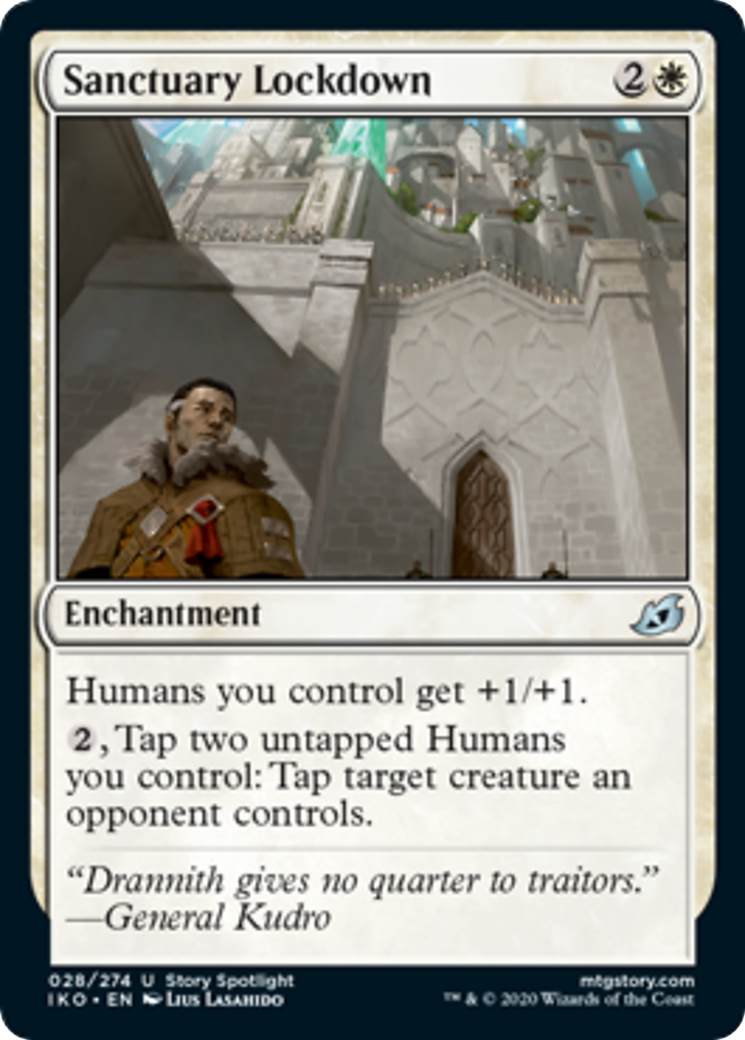 Sanctuary Lockdown 2
Enchantment
Humans you control get +1/+1.
2, Tap two untapped Humans
you control: Tap target creature an
opponent controls.
“Drannith gives no quarter to traitors.”
—General Kudro
028/274 U Story Spotlight
mtgstory.com
IKO • EN Lius Lasahido
™ & © 2020 Wizards of the Coast